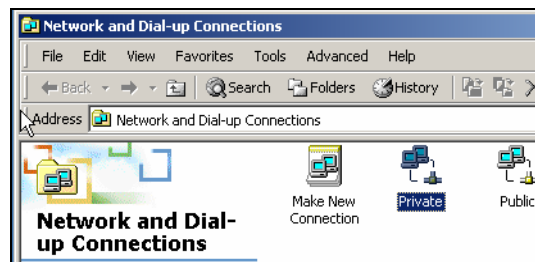 Network and Dial-up Connections
File Edit View Favorites Tools Advanced Help
Back Search Folders History
Address Network and Dial-up Connections
Make New Connection
Private
Public
Network and Dial-
up Connections